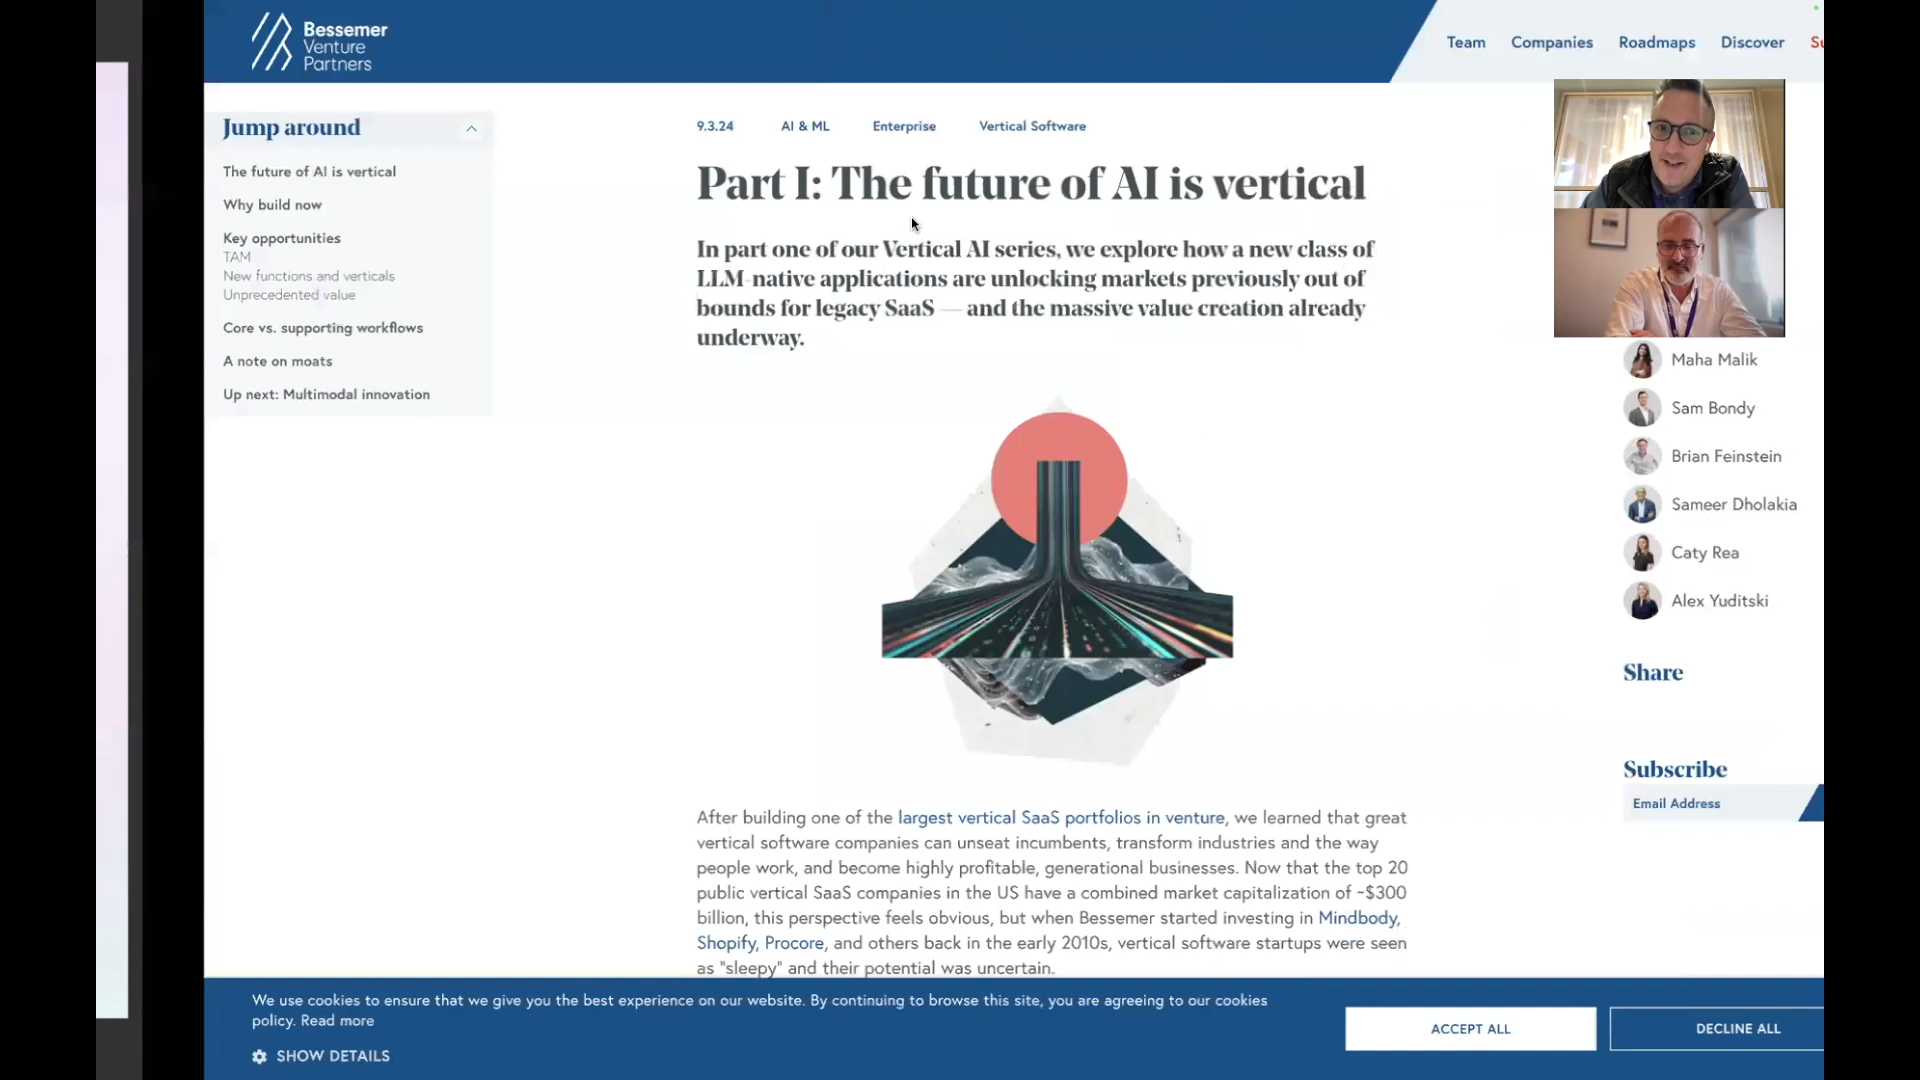 Bessemer
Venture
Partners
Team
Companies
Roadmaps
Discover
Jump around
The future of AI is vertical
Why build now
Key opportunities
TAM
New functions and verticals
Unprecedented value
Core vs. supporting workflows
A note on moats
Up next: Multimodal innovation
9.3.24
AI & ML
Enterprise
Vertical Software
Part I: The future of AI is vertical
In part one of our Vertical AI series, we explore how a new class of
LLM-native applications are unlocking markets previously out of
bounds for legacy SaaS — and the massive value creation already
underway.
After building one of the largest vertical SaaS portfolios in venture, we learned that great
vertical software companies can unseat incumbents, transform industries and the way
people work, and become highly profitable, generational businesses. Now that the top 20
public vertical SaaS companies in the US have a combined market capitalization of ~$300
billion, this perspective feels obvious, but when Bessemer started investing in Mindbody,
Shopify, Procore, and others back in the early 2010s, vertical software startups were seen
as "sleepy" and their potential was uncertain.
Maha Malik
Sam Bondy
Brian Feinstein
Sameer Dholakia
Caty Rea
Alex Yuditski
Share
Subscribe
Email Address
We use cookies to ensure that we give you the best experience on our website. By continuing to browse this site, you are agreeing to our cookies
policy. Read more
SHOW DETAILS
ACCEPT ALL
DECLINE ALL